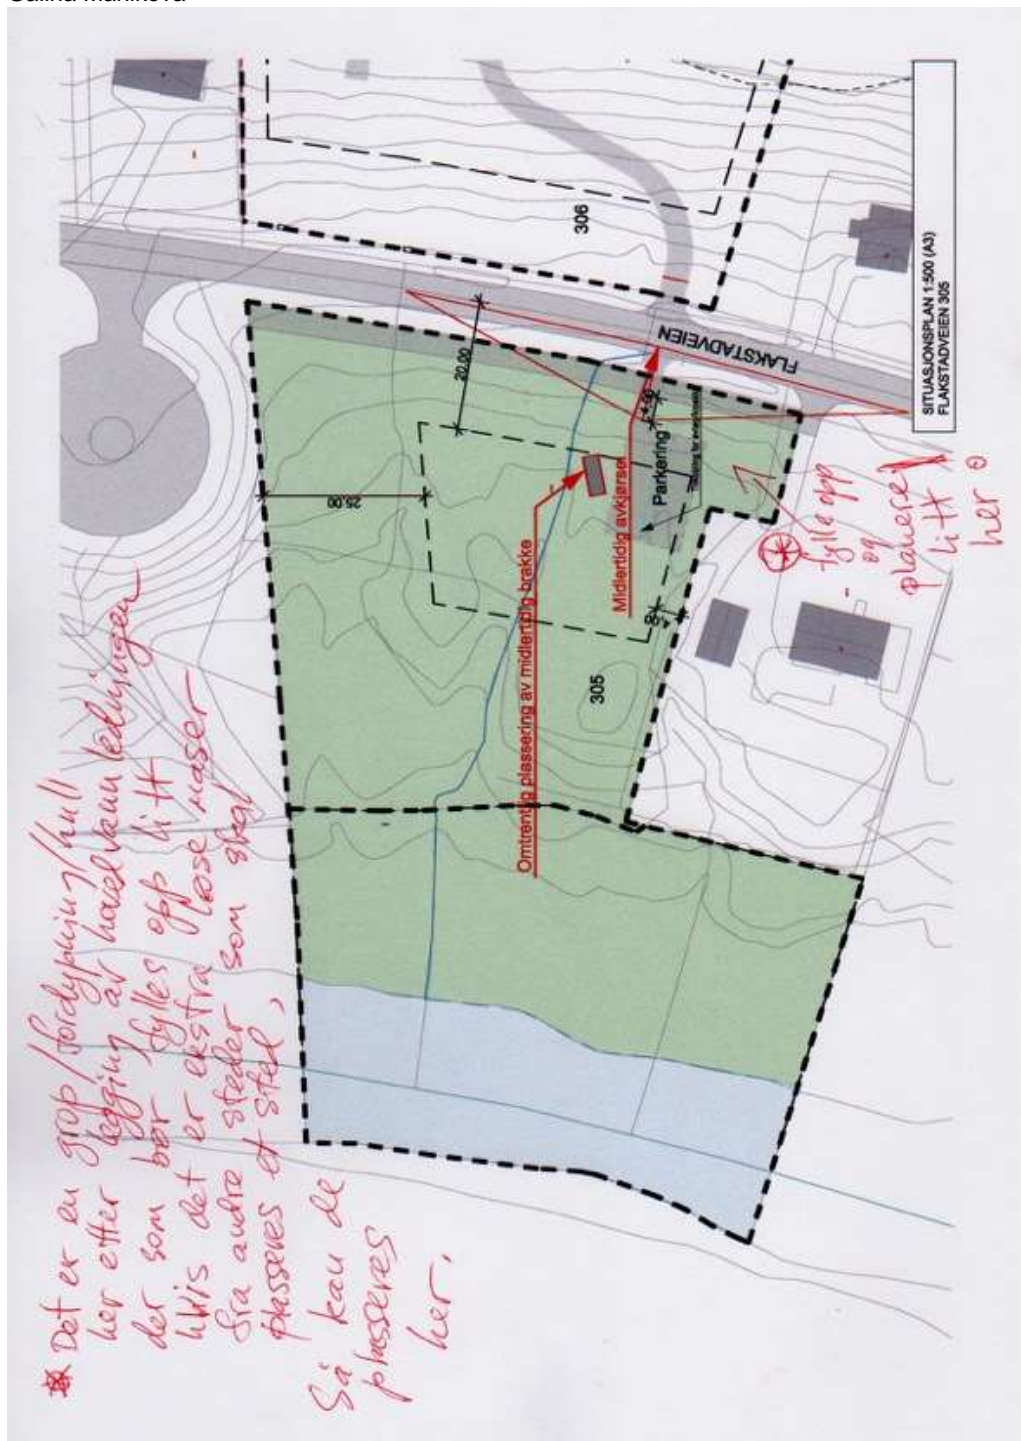 SITUASJONSPLAN 1:500 (A3)
FLAKSTADVEIEN 305
306
FLAKSTADVEIEN
20.00
25.00
Parkering
4.00
305
Midlertidig avkjørsel
Omtrentlig plassering av midlertidig brakke
- fylle opp
og
planere
litt
her
Det er en grop/fordypning/hull
her etter legging av hovedvannledningen
der som bør fylles opp litt
hvis det er ekstra løse masser
fra andre steder som skal
plasseres et sted,
Så kan de
plasseres
her.